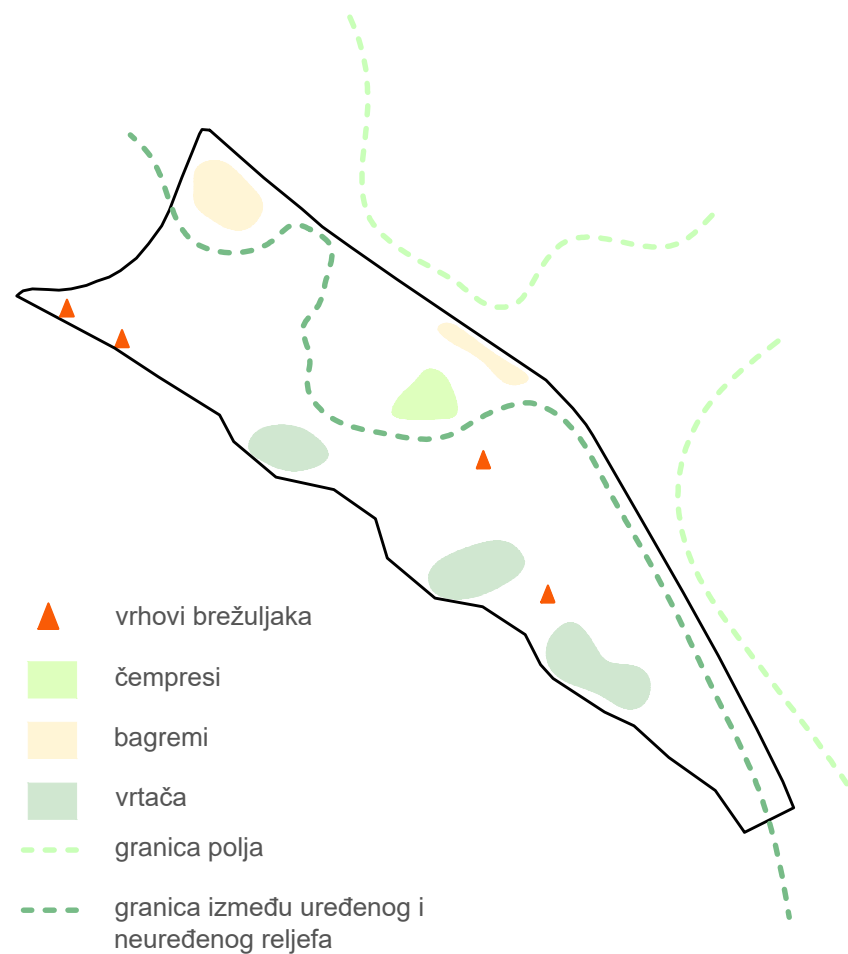 vrhovi brežuljaka
čempresi
bagremi
vrtača
granica polja
granica između uređenog i
neuređenog reljefa